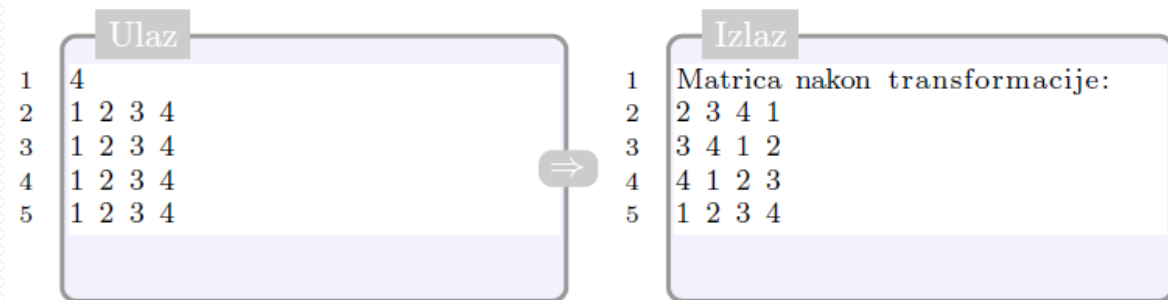 Ulaz
1 4
2 1 2 3 4
3 1 2 3 4
4 1 2 3 4
5 1 2 3 4
⇒
Izlaz
1 Matrica nakon transformacije:
2 2 3 4 1
3 3 4 1 2
4 4 1 2 3
5 1 2 3 4